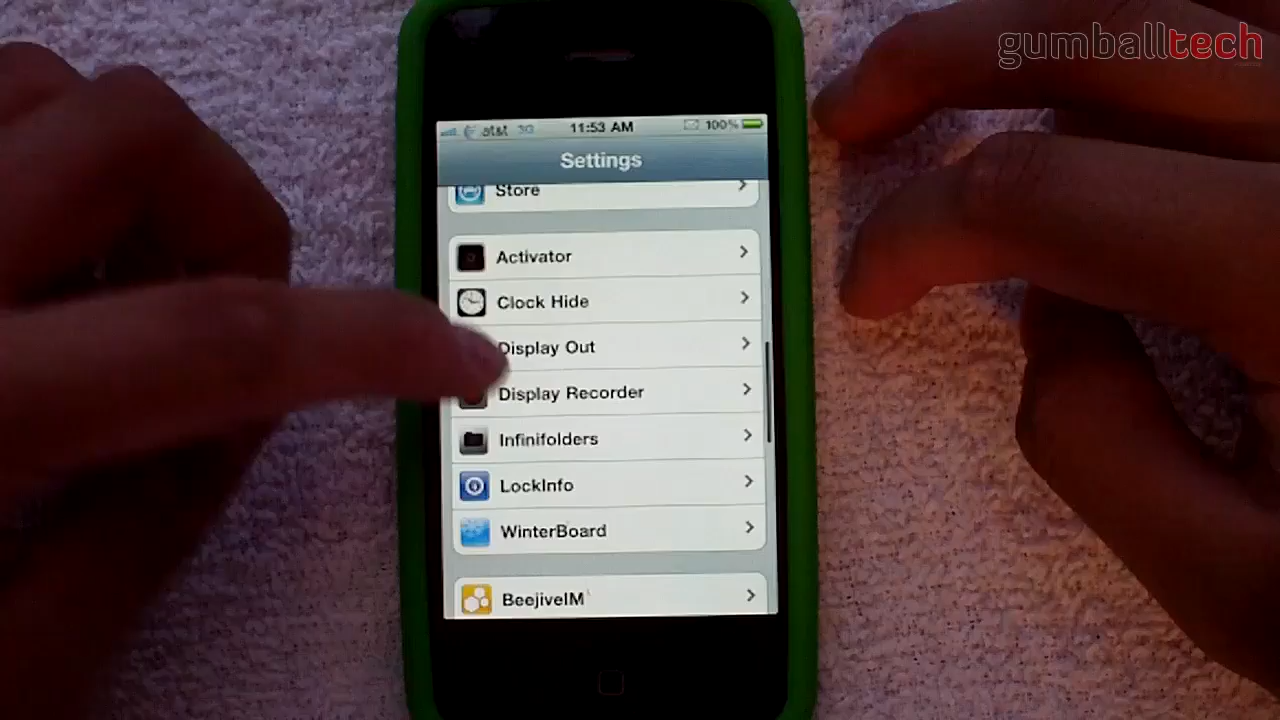 gumballtech
at&t 3G 11:53 AM 100%
Settings
Store
Activator
Clock Hide
Display Out
Display Recorder
Infinifolders
LockInfo
WinterBoard
BeejiveIM